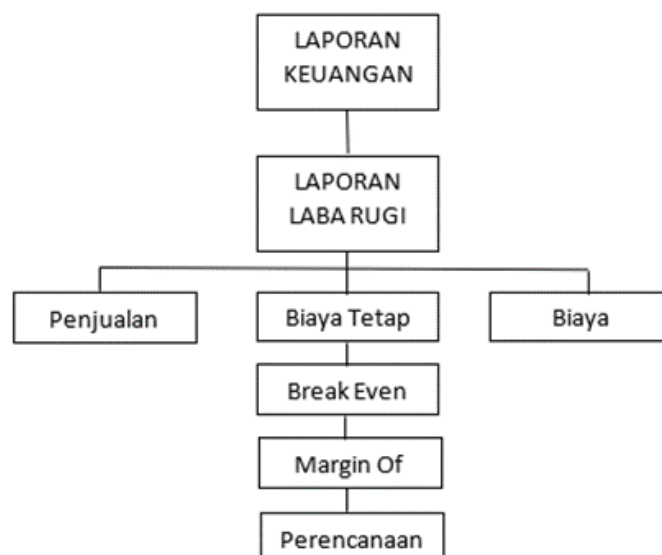 LAPORAN
KEUANGAN
LAPORAN
LABA RUGI
Penjualan
Biaya Tetap
Biaya
Break Even
Margin Of
Perencanaan